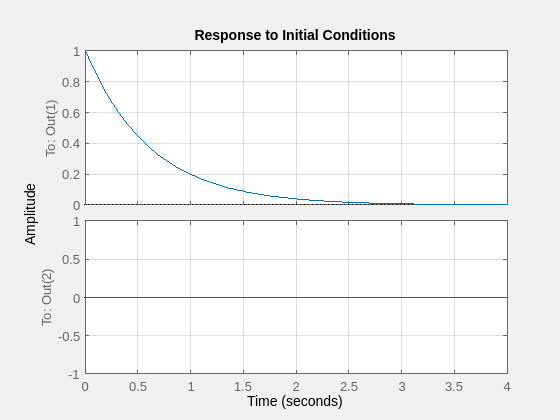 Response to Initial Conditions
Amplitude
To: Out(1)
1
0.8
0.6
0.4
0.2
0
To: Out(2)
1
0.5
0
-0.5
-1
0 0.5 1 1.5 2 2.5 3 3.5 4
Time (seconds)